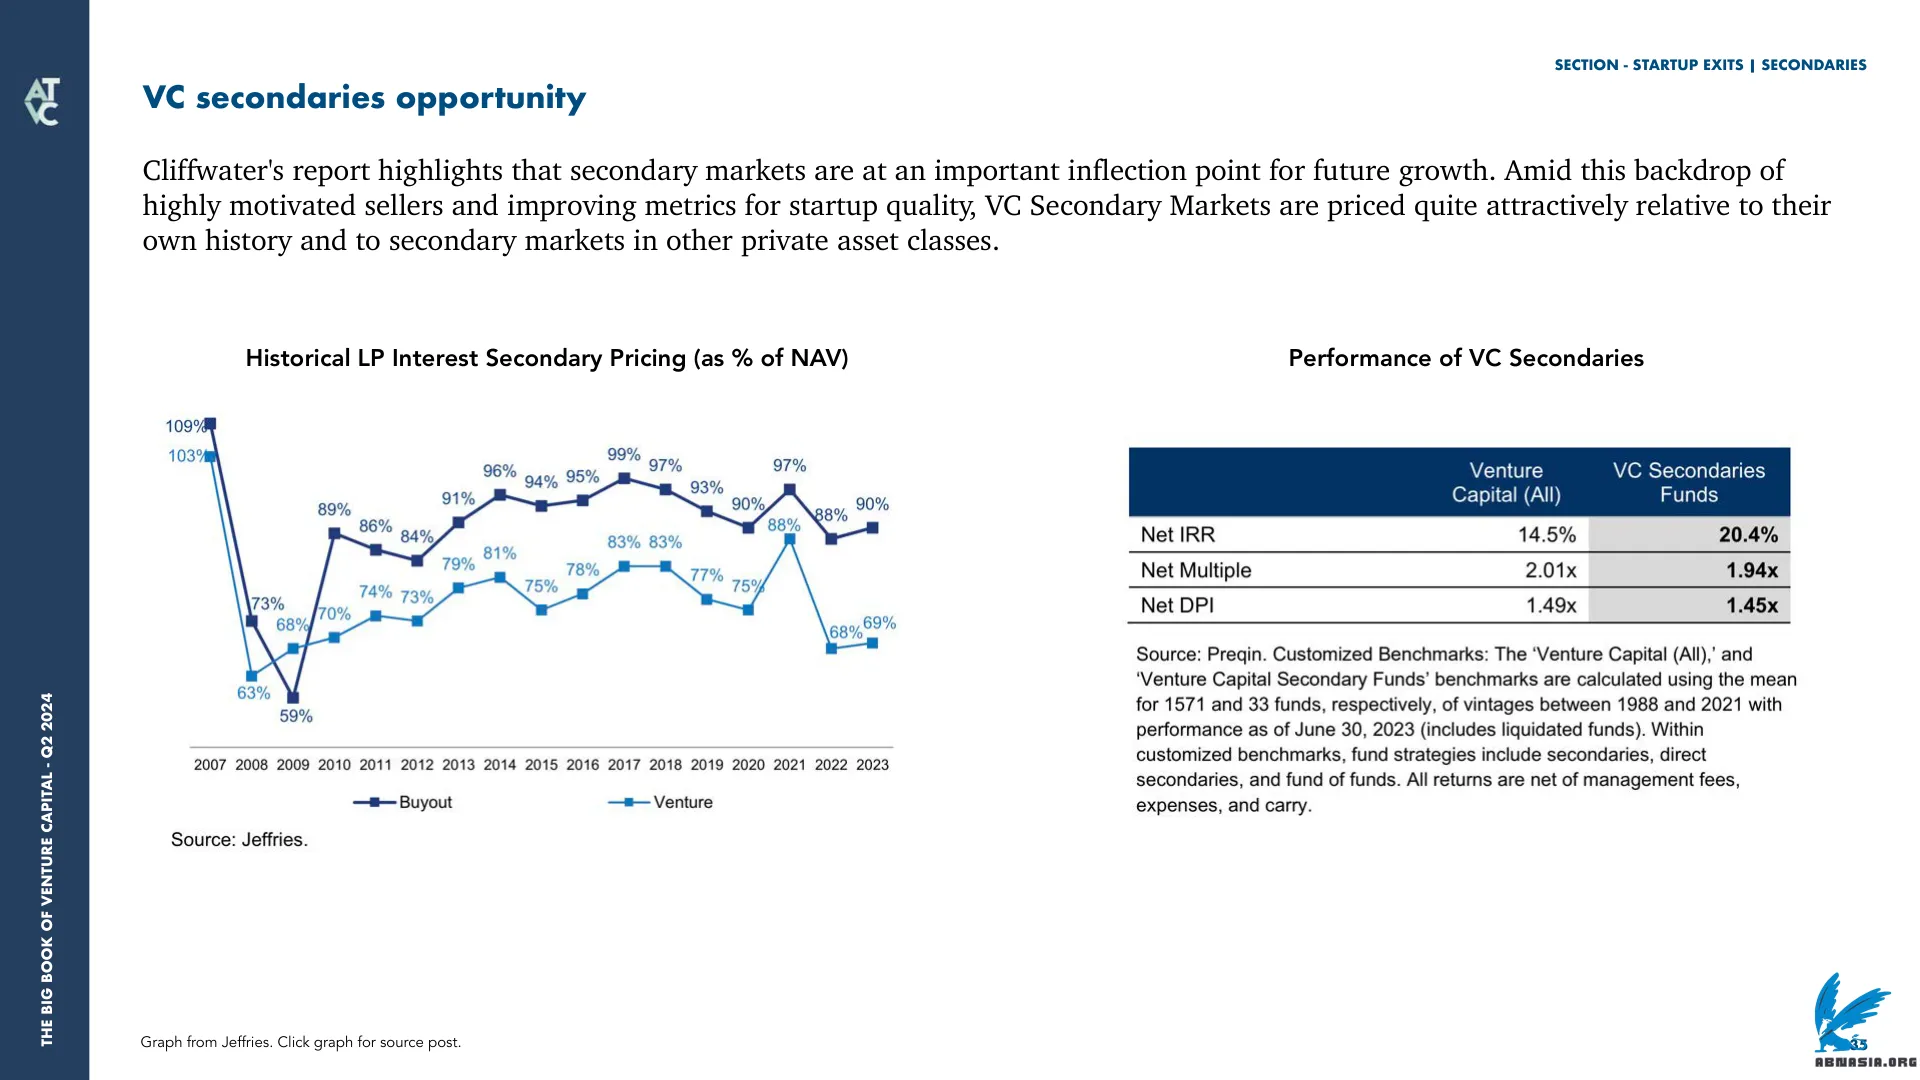 AT
VC
SECTION - STARTUP EXITS | SECONDARIES
VC secondaries opportunity
Cliffwater's report highlights that secondary markets are at an important inflection point for future growth. Amid this backdrop of
highly motivated sellers and improving metrics for startup quality, VC Secondary Markets are priced quite attractively relative to their
own history and to secondary markets in other private asset classes.
Historical LP Interest Secondary Pricing (as % of NAV)
109%
73%
59%
89%
86%
84%
91%
96%
94%
95%
99%
97%
93%
90%
97%
88%
90%
103%
63%
68%
70%
74%
73%
79%
81%
75%
78%
83%
83%
77%
75%
88%
68%
69%
2007 2008 2009 2010 2011 2012 2013 2014 2015 2016 2017 2018 2019 2020 2021 2022 2023
Buyout Venture
Source: Jeffries.
Performance of VC Secondaries
Venture
Capital (All)
VC Secondaries
Funds
Net IRR 14.5% 20.4%
Net Multiple 2.01x 1.94x
Net DPI 1.49x 1.45x
Source: Preqin. Customized Benchmarks: The ‘Venture Capital (All),’ and
‘Venture Capital Secondary Funds’ benchmarks are calculated using the mean
for 1571 and 33 funds, respectively, of vintages between 1988 and 2021 with
performance as of June 30, 2023 (includes liquidated funds). Within
customized benchmarks, fund strategies include secondaries, direct
secondaries, and fund of funds. All returns are net of management fees,
expenses, and carry.
THE BIG BOOK OF VENTURE CAPITAL - Q2 2024
Graph from Jeffries. Click graph for source post.
35
ABNASIA.ORG